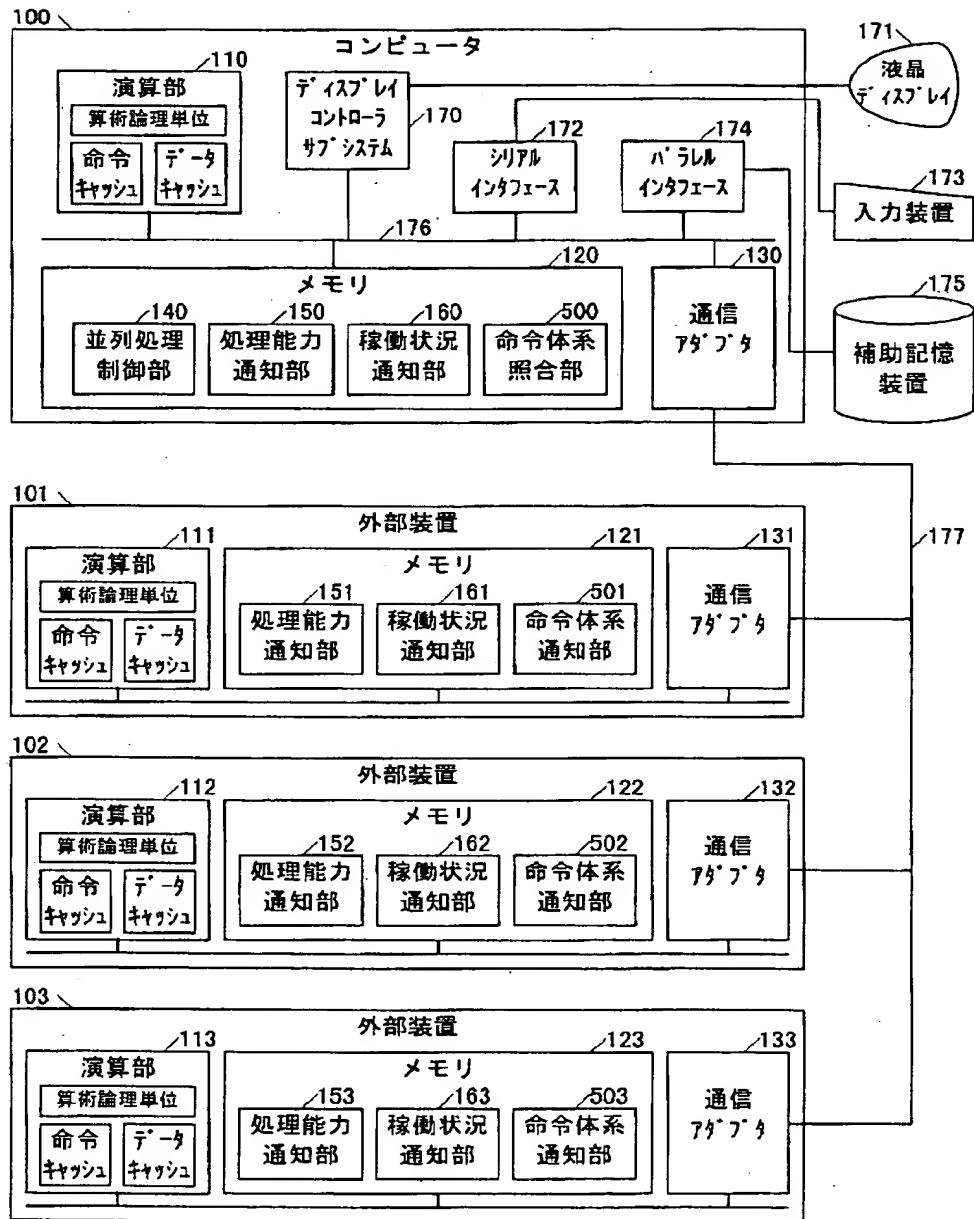 100
コンピュータ
110
演算部
算術論理単位
命令
キャッシュ
データ
キャッシュ
ディスプレイ
コントローラ
サブシステム
170
172
シリアル
インタフェース
174
パラレル
インタフェース
171
液晶
ディスプレイ
173
入力装置
175
補助記憶
装置
176
120
メモリ
140
並列処理
制御部
150
処理能力
通知部
160
稼働状況
通知部
500
命令体系
照合部
130
通信
アダプタ
177
101
外部装置
111
演算部
算術論理単位
命令
キャッシュ
データ
キャッシュ
121
メモリ
151
処理能力
通知部
161
稼働状況
通知部
501
命令体系
通知部
131
通信
アダプタ
102
外部装置
112
演算部
算術論理単位
命令
キャッシュ
データ
キャッシュ
122
メモリ
152
処理能力
通知部
162
稼働状況
通知部
502
命令体系
通知部
132
通信
アダプタ
103
外部装置
113
演算部
算術論理単位
命令
キャッシュ
データ
キャッシュ
123
メモリ
153
処理能力
通知部
163
稼働状況
通知部
503
命令体系
通知部
133
通信
アダプタ